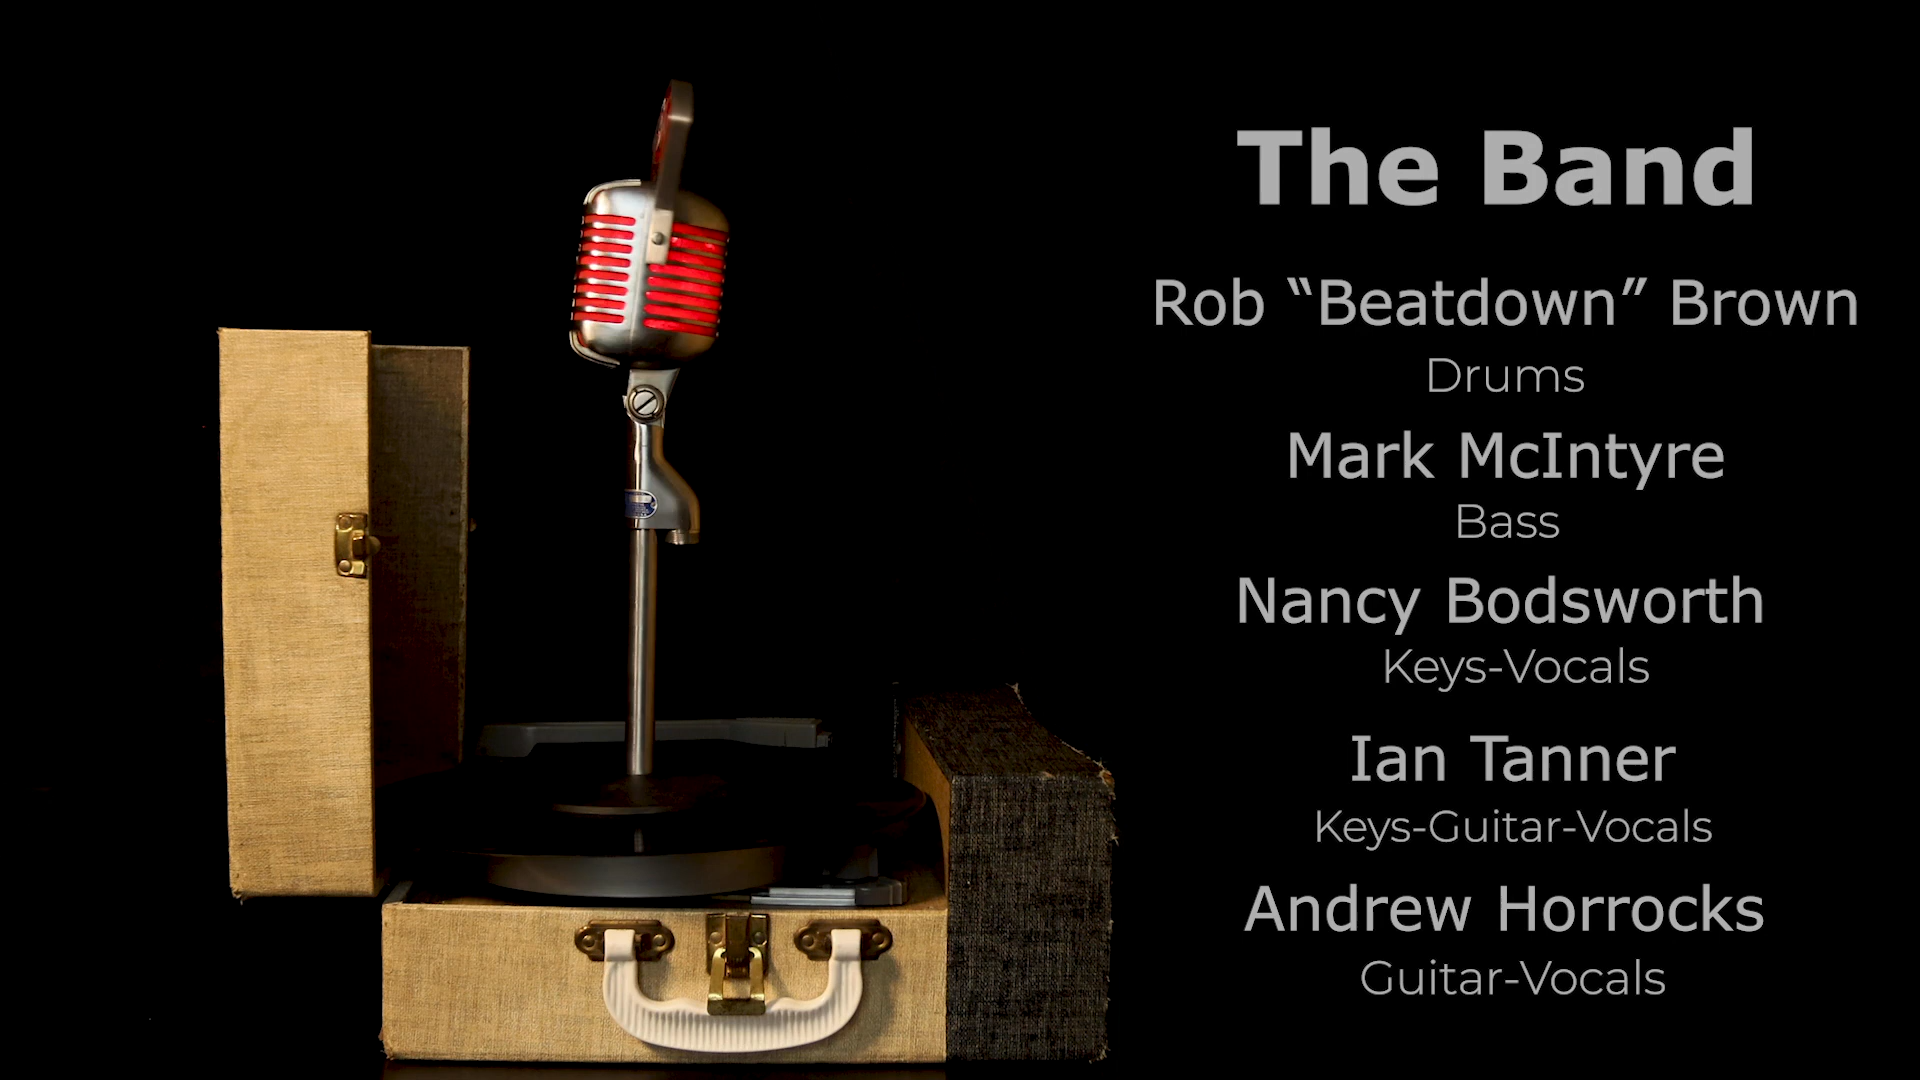 The Band
Rob “Beatdown” Brown
Drums
Mark McIntyre
Bass
Nancy Bodsworth
Keys-Vocals
Ian Tanner
Keys-Guitar-Vocals
Andrew Horrocks
Guitar-Vocals